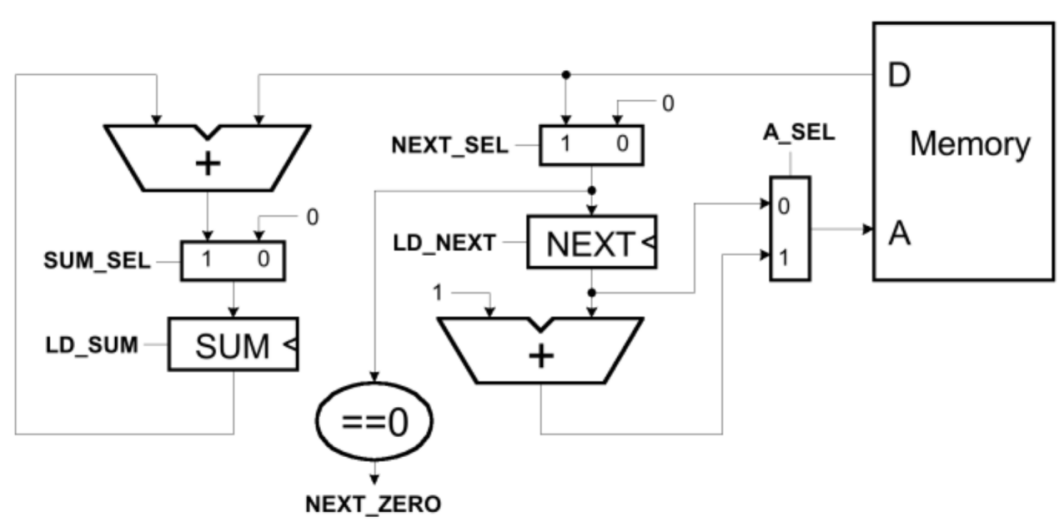 D
0
A_SEL
NEXT_SEL
1 0
Memory
+
0
0
LD_NEXT
NEXT
A
SUM_SEL
1 0
1
1
LD_SUM
SUM
+
==0
NEXT_ZERO